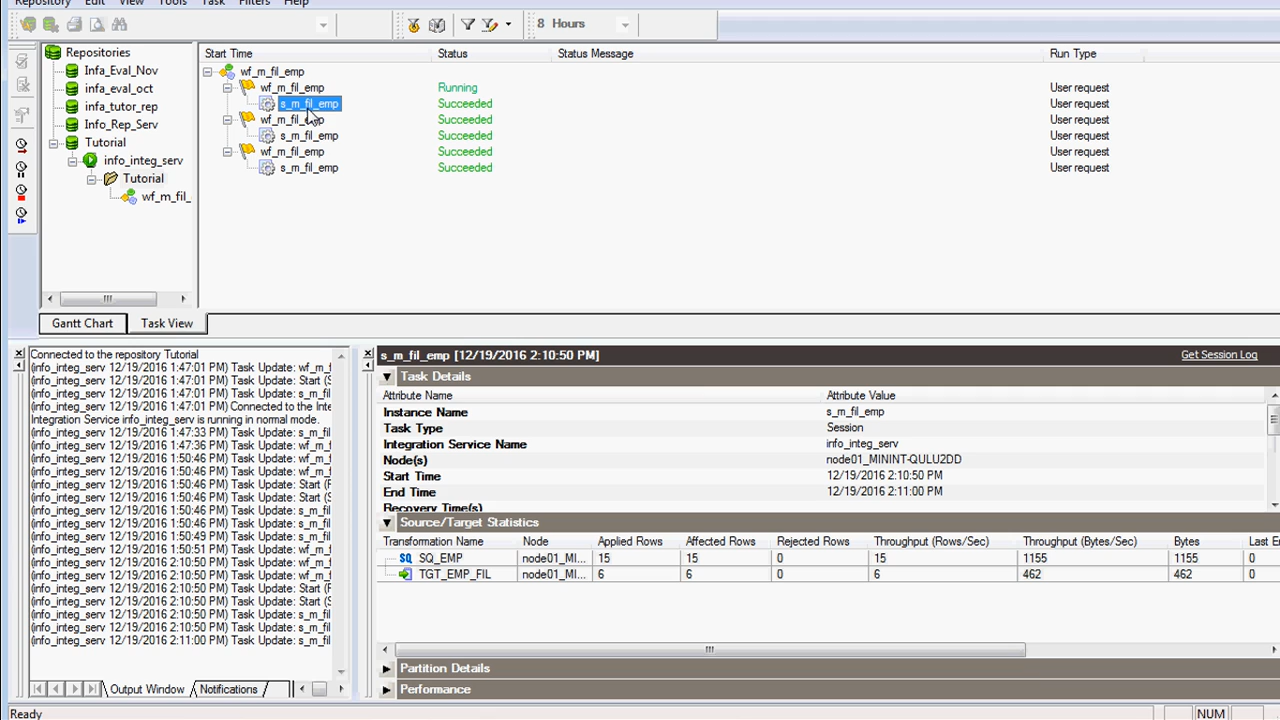 Repository Edit View Tools Task Filters Help
8 Hours
Repositories
Infa_Eval_Nov
infa_eval_oct
infa_tutor_rep
Info_Rep_Serv
Tutorial
info_integ_serv
Tutorial
wf_m_fil_
Start Time Status Status Message Run Type
wf_m_fil_emp
wf_m_fil_emp Running User request
s_m_fil_emp Succeeded User request
wf_m_fil_emp Succeeded User request
s_m_fil_emp Succeeded User request
wf_m_fil_emp Succeeded User request
s_m_fil_emp Succeeded User request
Gantt Chart Task View
Connected to the repository Tutorial
(info_integ_serv 12/19/2016 1:47:01 PM) Task Update: wf_m_f
(info_integ_serv 12/19/2016 1:47:01 PM) Task Update: Start (S
(info_integ_serv 12/19/2016 1:47:01 PM) Task Update: s_m_fil
(info_integ_serv 12/19/2016 1:47:01 PM) Connected to the Inte
Integration Service info_integ_serv is running in normal mode.
(info_integ_serv 12/19/2016 1:47:33 PM) Task Update: s_m_fil
(info_integ_serv 12/19/2016 1:47:36 PM) Task Update: wf_m_f
(info_integ_serv 12/19/2016 1:50:46 PM) Task Update: wf_m_fi
(info_integ_serv 12/19/2016 1:50:46 PM) Task Update: wf_m_fi
(info_integ_serv 12/19/2016 1:50:46 PM) Task Update: Start (F
(info_integ_serv 12/19/2016 1:50:46 PM) Task Update: Start (S
(info_integ_serv 12/19/2016 1:50:46 PM) Task Update: s_m_fil
(info_integ_serv 12/19/2016 1:50:46 PM) Task Update: s_m_fil
(info_integ_serv 12/19/2016 1:50:49 PM) Task Update: s_m_fil
(info_integ_serv 12/19/2016 1:50:51 PM) Task Update: wf_m_f
(info_integ_serv 12/19/2016 2:10:50 PM) Task Update: wf_m_fi
(info_integ_serv 12/19/2016 2:10:50 PM) Task Update: wf_m_fi
(info_integ_serv 12/19/2016 2:10:50 PM) Task Update: Start (F
(info_integ_serv 12/19/2016 2:10:50 PM) Task Update: Start (S
(info_integ_serv 12/19/2016 2:10:50 PM) Task Update: s_m_fil
(info_integ_serv 12/19/2016 2:10:50 PM) Task Update: s_m_fil
(info_integ_serv 12/19/2016 2:11:00 PM) Task Update: s_m_fil
Output Window Notifications
s_m_fil_emp [12/19/2016 2:10:50 PM] Get Session Log
Task Details
Attribute Name Attribute Value
Instance Name s_m_fil_emp
Task Type Session
Integration Service Name info_integ_serv
Node(s) node01_MININT-QULU2DD
Start Time 12/19/2016 2:10:50 PM
End Time 12/19/2016 2:11:00 PM
Recovery Time(s)
Source/Target Statistics
Transformation Name Node Applied Rows Affected Rows Rejected Rows Throughput (Rows/Sec) Throughput (Bytes/Sec) Bytes Last E
SQ SQ_EMP node01_MI... 15 15 0 15 1155 1155 0
TGT_EMP_FIL node01_MI... 6 6 0 6 462 462 0
Partition Details
Performance
Ready NUM